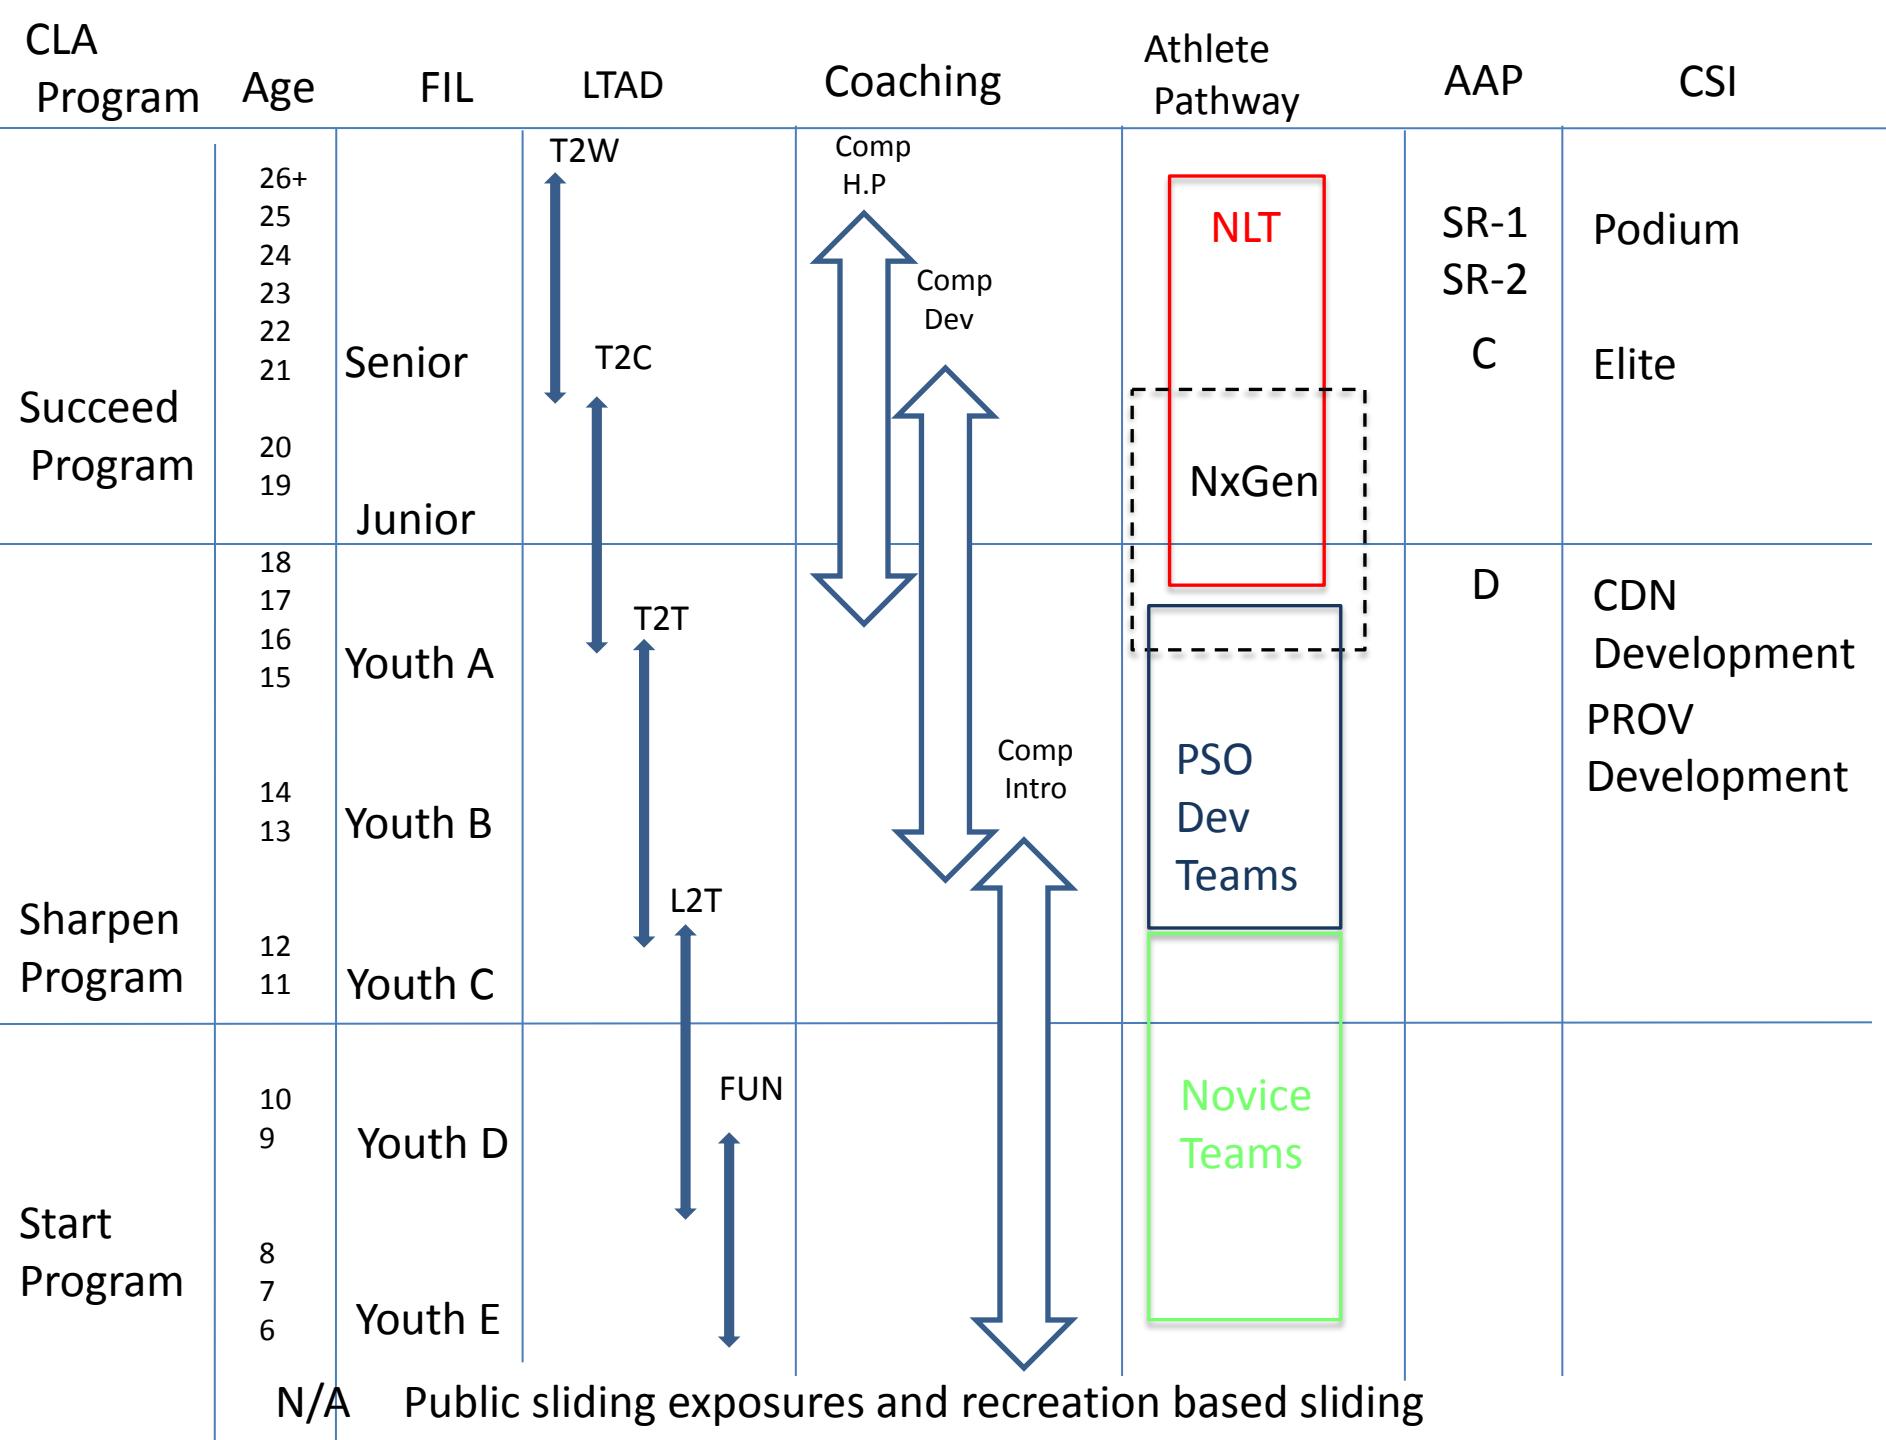 CLA
Program
Age
FIL
LTAD
Coaching
Athlete
Pathway
AAP
CSI
Succeed
Program
26+
25
24
23
22
21
20
19
Senior
Junior
T2W
T2C
Comp
H.P
Comp
Dev
NLT
NxGen
SR-1
SR-2
C
Podium
Elite
Sharpen
Program
18
17
16
15
14
13
12
11
Youth A
Youth B
Youth C
T2T
L2T
Comp
Intro
PSO
Dev
Teams
D
CDN
Development
PROV
Development
Start
Program
10
9
8
7
6
Youth D
Youth E
FUN
Novice
Teams
N/A
Public sliding exposures and recreation based sliding